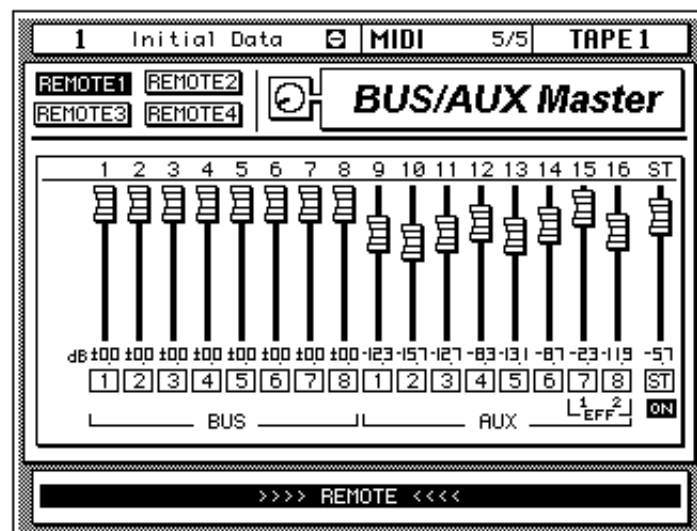 1 Initial Data MIDI 5/5 TAPE 1
REMOTE1 REMOTE2
REMOTE3 REMOTE4
BUS/AUX Master
1 2 3 4 5 6 7 8 9 10 11 12 13 14 15 16 ST
dB ±00 ±00 ±00 ±00 ±00 ±00 ±00 ±00 -12.3 -15.7 -12.7 -8.3 -13.1 -8.7 -2.3 -11.9 -5.7
1 2 3 4 5 6 7 8 1 2 3 4 5 6 7 8 ST
BUS AUX 1 EFF 2 ON
>>>> REMOTE <<<<